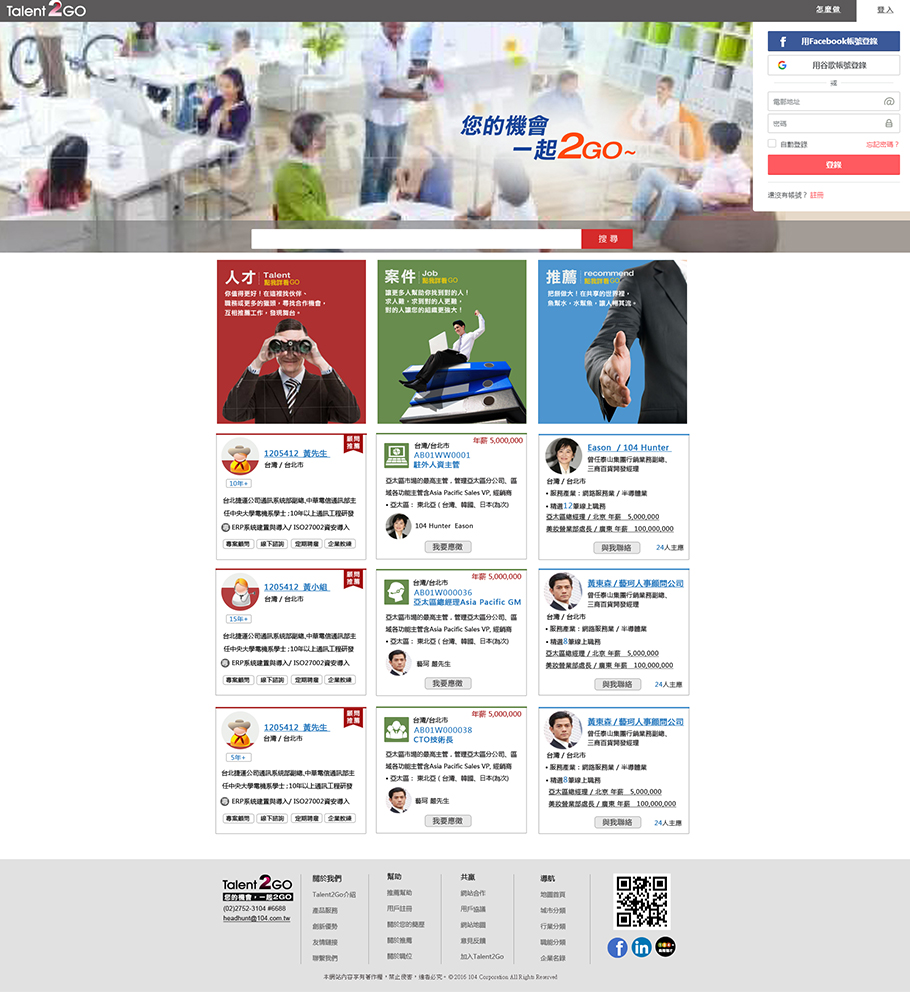 Talent2GO
怎麼做
登入
用Facebook帳號登錄
用谷歌帳號登錄
或
電郵地址
密碼
自動登錄
忘記密碼？
登錄
還沒有帳號？註冊
您的機會
一起2GO~
搜尋
人才 Talent
點我詳看GO
你值得更好！在這裡找伙伴、
職務或更多的獵頭，尋找合作機會，
互相推薦工作，發現舞台。
案件 Job
點我詳看GO
讓更多人幫助你找到對的人！
求人難，求到對的人更難，
對的人讓您的組織更強大！
推薦 recommend
點我詳看GO
把餅做大！在共享的世界裡，
魚幫水，水幫魚，讓人暢其流。
顧問
推薦
1205412 黃先生
台灣 / 台北市
10年+
台北捷運公司通訊系統部副總,中華電信通訊部主
任中央大學電機系學士；10年以上通訊工程研發
ERP系統建置與導入/ ISO27002資安導入
專案顧問 線下諮詢 定期聘雇 企業教練
年薪 5,000,000
台灣/台北市
AB01WW0001
駐外人資主管
亞太區市場的最高主管，管理亞太區分公司、區
域各功能主管含Asia Pacific Sales VP, 經銷商
• 亞太區： 東北亞（台灣、韓國、日本(為次)
104 Hunter Eason
我要應徵
Eason / 104 Hunter
曾任泰山集團行銷業務副總、
三商百貨開發經理
台灣 / 台北市
• 服務產業：網路服務業 / 半導體業
• 精選12筆線上職務
亞太區總經理 / 北京 年薪 5,000,000
美妝營業部處長 / 廣東 年薪 100,000,000
與我聯絡
24人主應
顧問
推薦
1205412 黃小姐
台灣 / 台北市
15年+
台北捷運公司通訊系統部副總,中華電信通訊部主
任中央大學電機系學士；10年以上通訊工程研發
ERP系統建置與導入/ ISO27002資安導入
專案顧問 線下諮詢 定期聘雇 企業教練
年薪 5,000,000
台灣/台北市
AB01W000036
亞太區總經理Asia Pacific GM
亞太區市場的最高主管，管理亞太區分公司、區
域各功能主管含Asia Pacific Sales VP, 經銷商
• 亞太區： 東北亞（台灣、韓國、日本(為次)
藝珂 蕭先生
我要應徵
黃東森 / 藝珂人事顧問公司
曾任泰山集團行銷業務副總、
三商百貨開發經理
台灣 / 台北市
• 服務產業：網路服務業 / 半導體業
• 精選8筆線上職務
亞太區總經理 / 北京 年薪 5,000,000
美妝營業部處長 / 廣東 年薪 100,000,000
與我聯絡
24人主應
顧問
推薦
1205412 黃先生
台灣 / 台北市
5年+
台北捷運公司通訊系統部副總,中華電信通訊部主
任中央大學電機系學士；10年以上通訊工程研發
ERP系統建置與導入/ ISO27002資安導入
專案顧問 線下諮詢 定期聘雇 企業教練
年薪 5,000,000
台灣/台北市
AB01W000038
CTO技術長
亞太區市場的最高主管，管理亞太區分公司、區
域各功能主管含Asia Pacific Sales VP, 經銷商
• 亞太區： 東北亞（台灣、韓國、日本(為次)
藝珂 蕭先生
我要應徵
黃東森 / 藝珂人事顧問公司
曾任泰山集團行銷業務副總、
三商百貨開發經理
台灣 / 台北市
• 服務產業：網路服務業 / 半導體業
• 精選8筆線上職務
亞太區總經理 / 北京 年薪 5,000,000
美妝營業部處長 / 廣東 年薪 100,000,000
與我聯絡
24人主應
Talent2GO
您的機會，一起2GO
(02)2752-3104 #6688
headhunt@104.com.tw
關於我們
Talent2Go介紹
產品服務
創新優勢
友情鏈接
聯繫我們
幫助
推薦幫助
用戶註冊
關於您的簡歷
關於推薦
關於職位
共贏
網站合作
用戶協議
網站地圖
意見反饋
加入Talent2Go
導航
地圖首頁
城市分類
行業分類
職能分類
企業名錄
本網站內容享有著作權，禁止侵害，違者必究。© 2016 104 Corporation All Rights Reserved